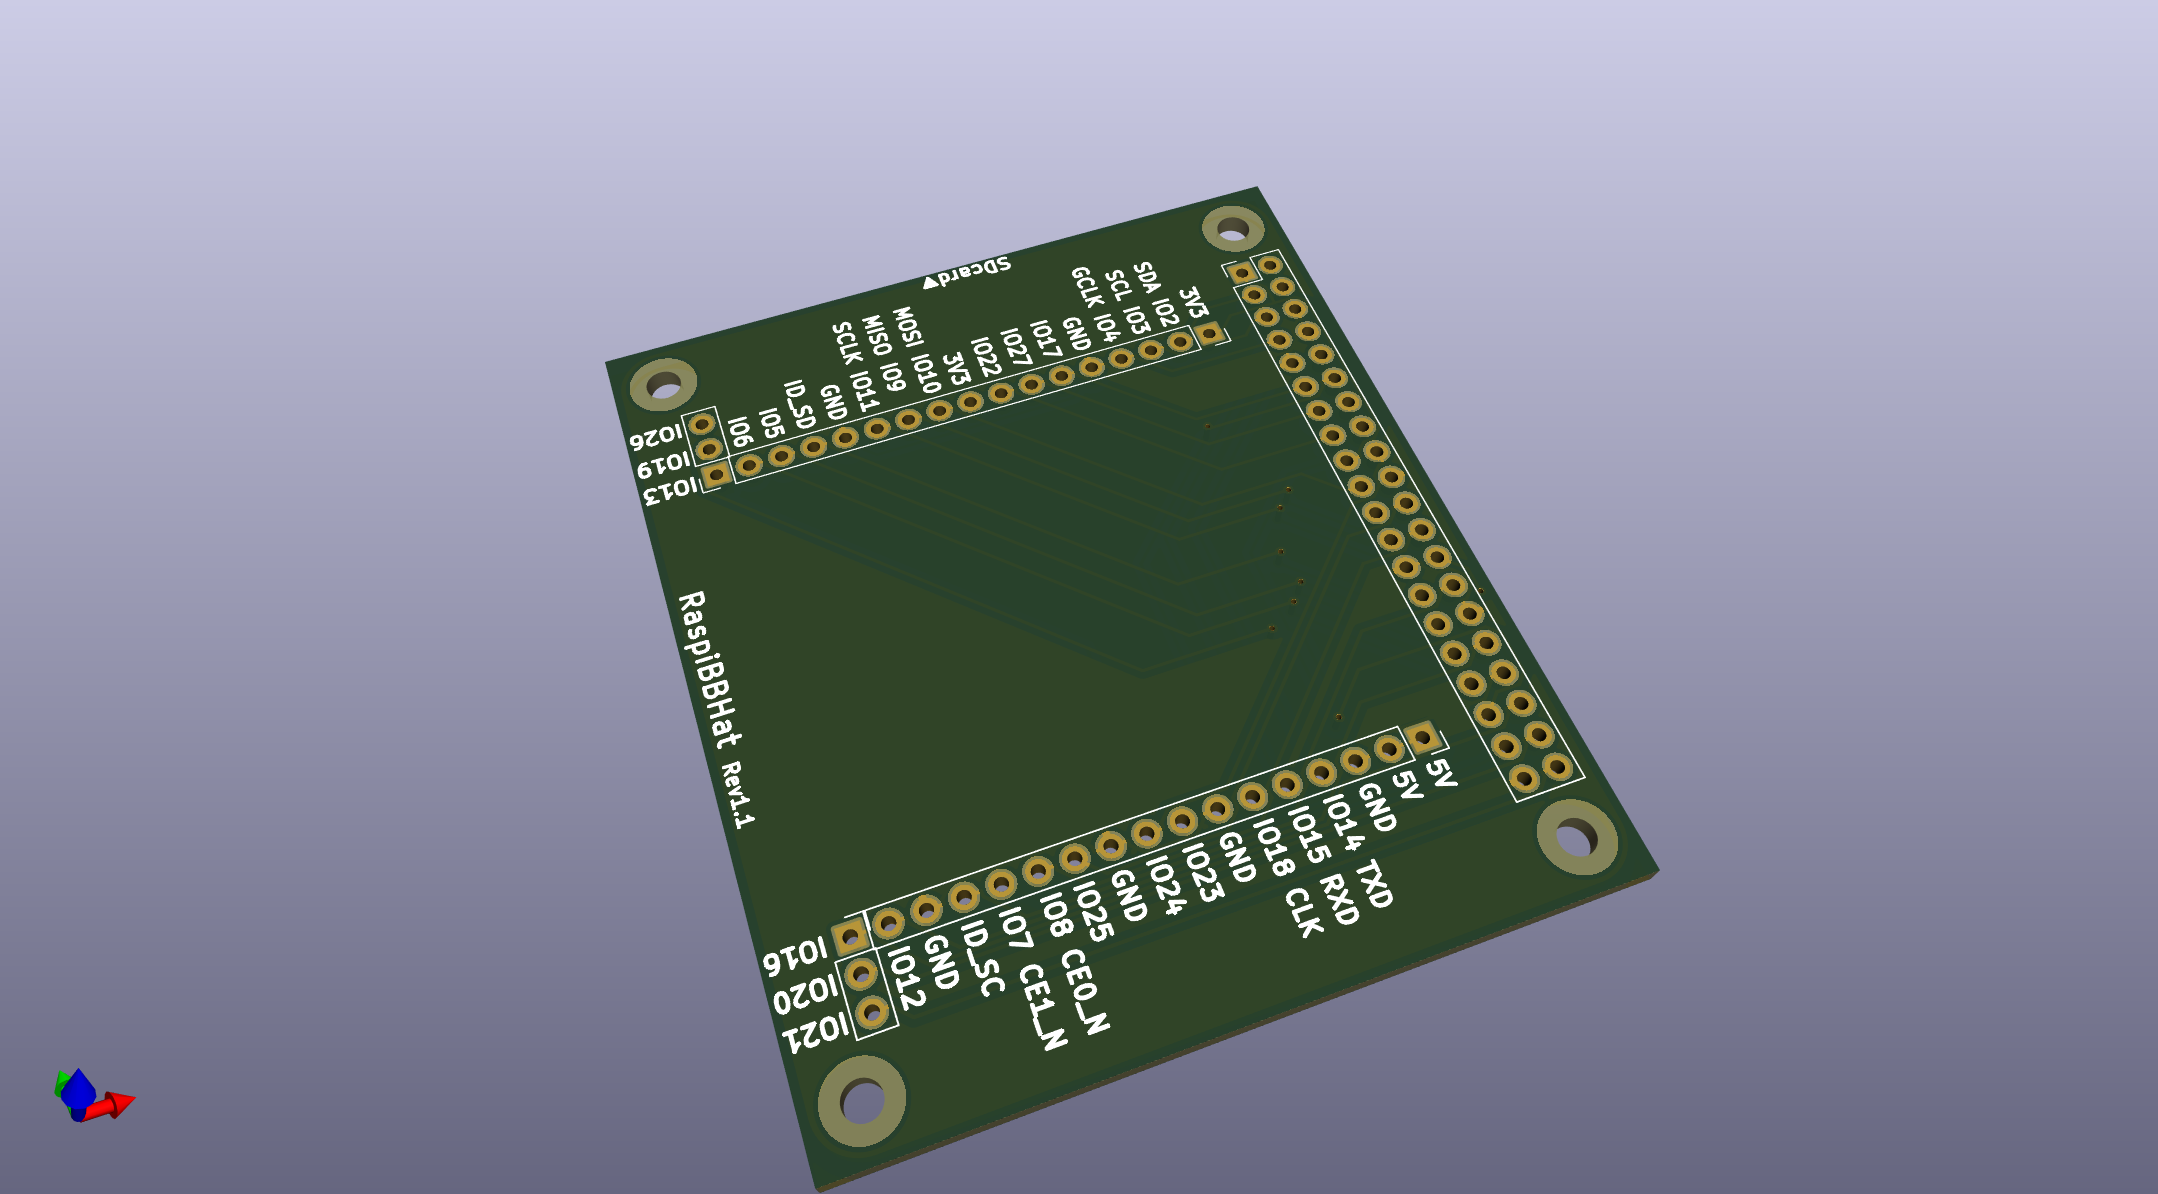 SDcard▲
3V3
SDA IO2
SCL IO3
GCLK IO4
GND
IO17
IO27
IO22
3V3
MOSI IO10
MISO IO9
SCLK IO11
GND
ID_SD
IO5
IO6
IO26
IO19
IO13
RaspiBBHat Rev1.1
5V
5V
GND
IO14 TXD
IO15 RXD
IO18 CLK
GND
IO23
IO24
GND
IO25
IO8 CE0_N
IO7 CE1_N
ID_SC
GND
IO12
IO16
IO20
IO21